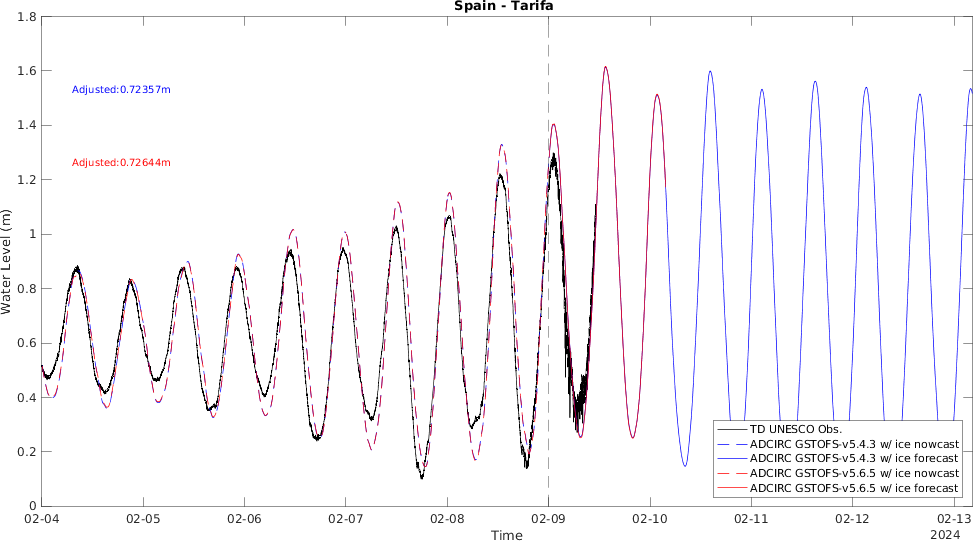 Spain - Tarifa
1.8
1.6
1.4
1.2
1
0.8
0.6
0.4
0.2
0
Water Level (m)
Adjusted:0.72357m
Adjusted:0.72644m
TD UNESCO Obs.
ADCIRC GSTOFS-v5.4.3 w/ ice nowcast
ADCIRC GSTOFS-v5.4.3 w/ ice forecast
ADCIRC GSTOFS-v5.6.5 w/ ice nowcast
ADCIRC GSTOFS-v5.6.5 w/ ice forecast
02-04 02-05 02-06 02-07 02-08 02-09 02-10 02-11 02-12 02-13
Time
2024